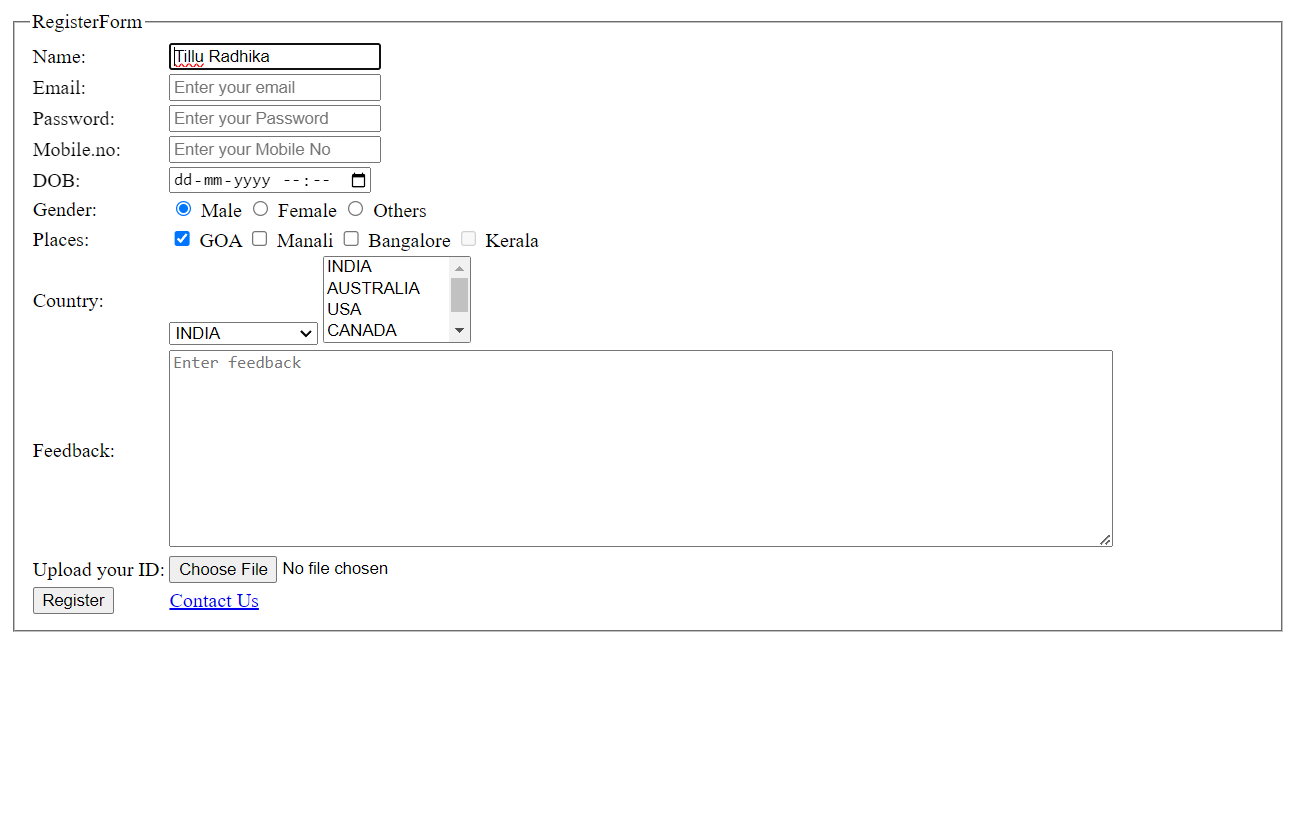 RegisterForm
Name: Tillu Radhika
Email: Enter your email
Password: Enter your Password
Mobile.no: Enter your Mobile No
DOB: dd-mm-yyyy --:--
Gender: Male Female Others
Places: GOA Manali Bangalore Kerala
Country: INDIA
INDIA
AUSTRALIA
USA
CANADA
Feedback: Enter feedback
Upload your ID: Choose File No file chosen
Register Contact Us